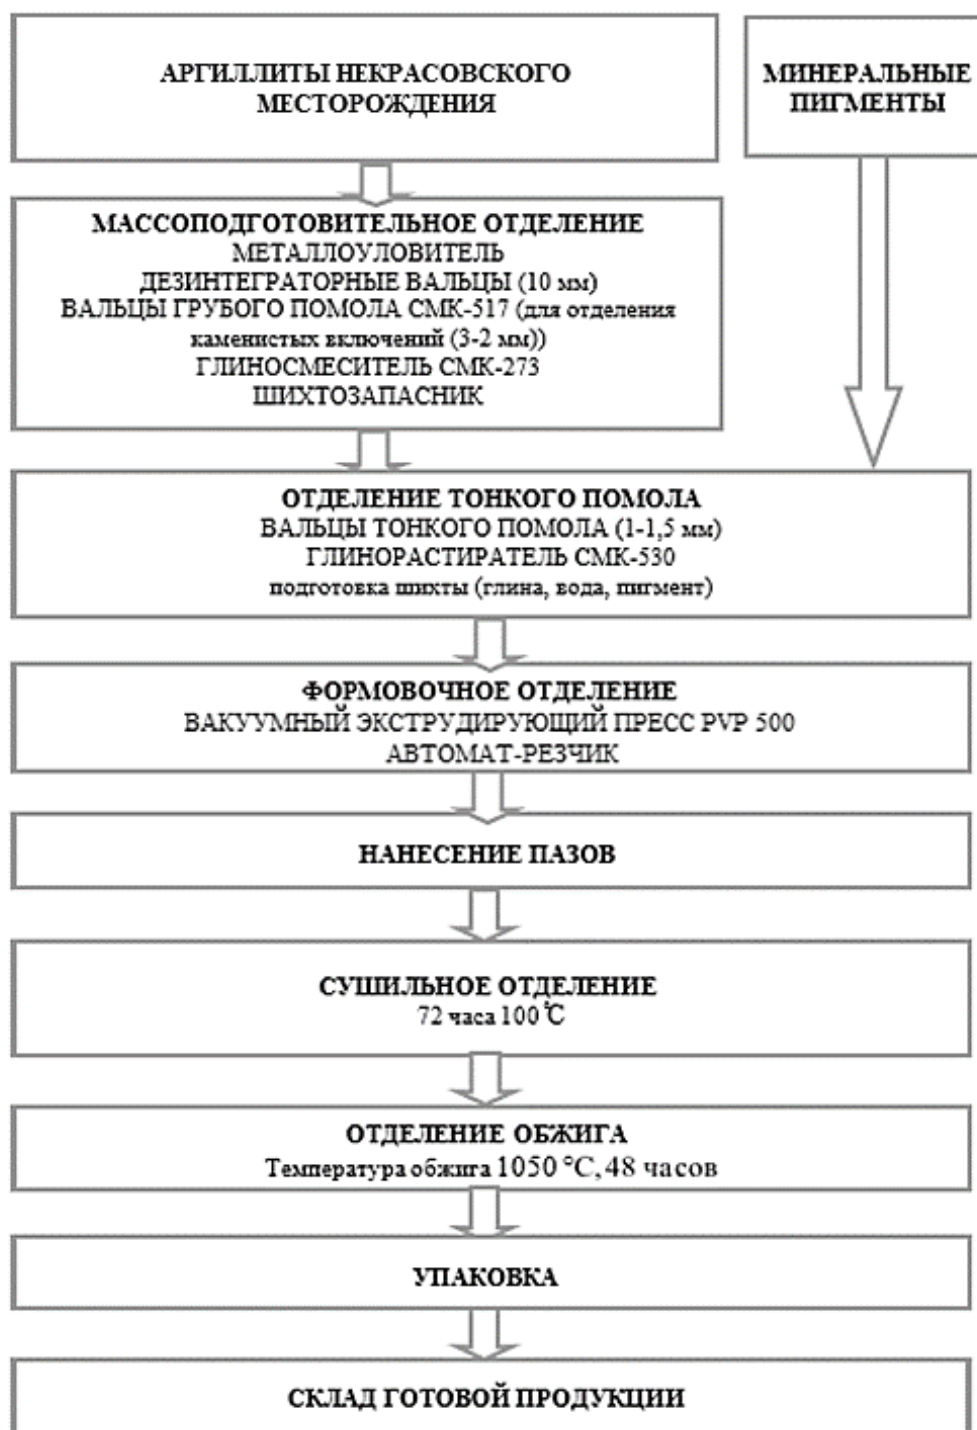 АРГИЛЛИТЫ НЕКРАСОВСКОГО
МЕСТОРОЖДЕНИЯ
МИНЕРАЛЬНЫЕ
ПИГМЕНТЫ
МАССОПОДГОТОВИТЕЛЬНОЕ ОТДЕЛЕНИЕ
МЕТАЛЛОУЛОВИТЕЛЬ
ДЕЗИНТЕГРАТОРНЫЕ ВАЛЬЦЫ (10 мм)
ВАЛЬЦЫ ГРУБОГО ПОМОЛА СМК-517 (для отделения
каменистых включений (3-2 мм))
ГЛИНОСМЕСИТЕЛЬ СМК-273
ШИХТОЗАПАСНИК
ОТДЕЛЕНИЕ ТОНКОГО ПОМОЛА
ВАЛЬЦЫ ТОНКОГО ПОМОЛА (1-1,5 мм)
ГЛИНОРАСТИРАТЕЛЬ СМК-530
подготовка шихты (глина, вода, пигмент)
ФОРМОВОЧНОЕ ОТДЕЛЕНИЕ
ВАКУУМНЫЙ ЭКСТРУДИРУЮЩИЙ ПРЕСС PVP 500
АВТОМАТ-РЕЗЧИК
НАНЕСЕНИЕ ПАЗОВ
СУШИЛЬНОЕ ОТДЕЛЕНИЕ
72 часа 100 ℃
ОТДЕЛЕНИЕ ОБЖИГА
Температура обжига 1050 °С, 48 часов
УПАКОВКА
СКЛАД ГОТОВОЙ ПРОДУКЦИИ